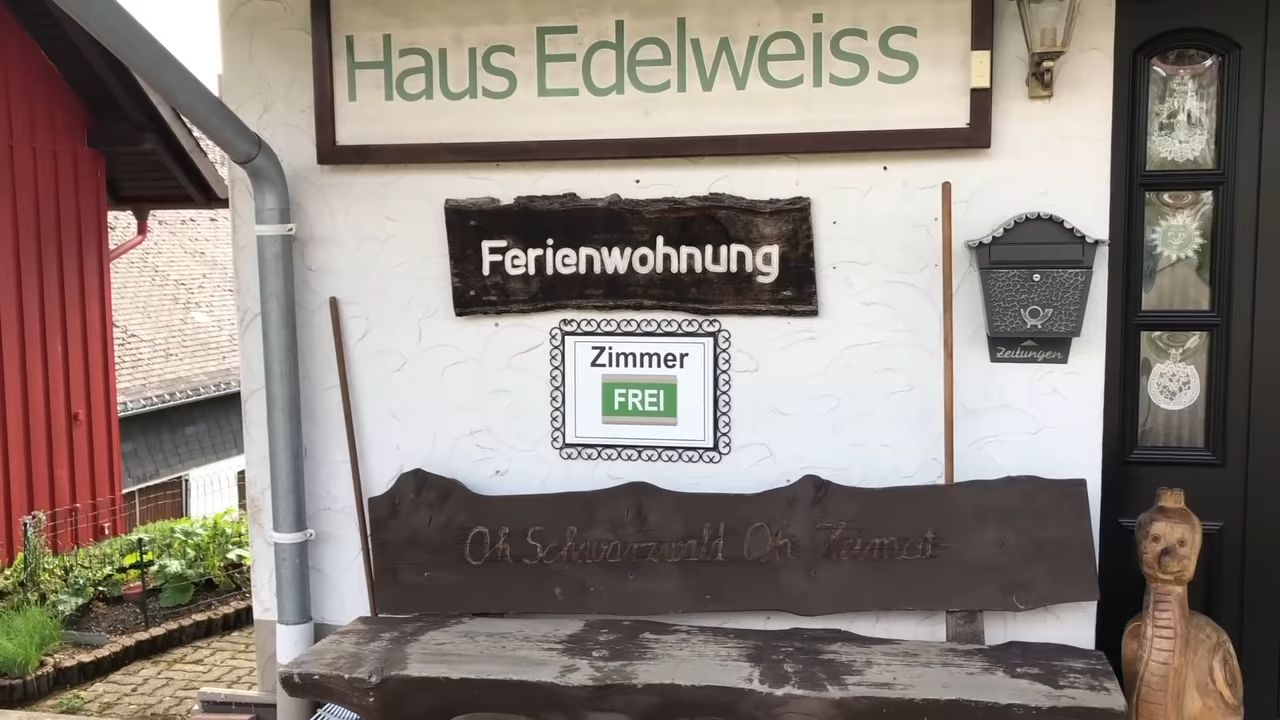 Haus Edelweiss
Ferienwohnung
Zimmer
FREI
Zeitungen
Oh Schwarzwald Oh Heimat